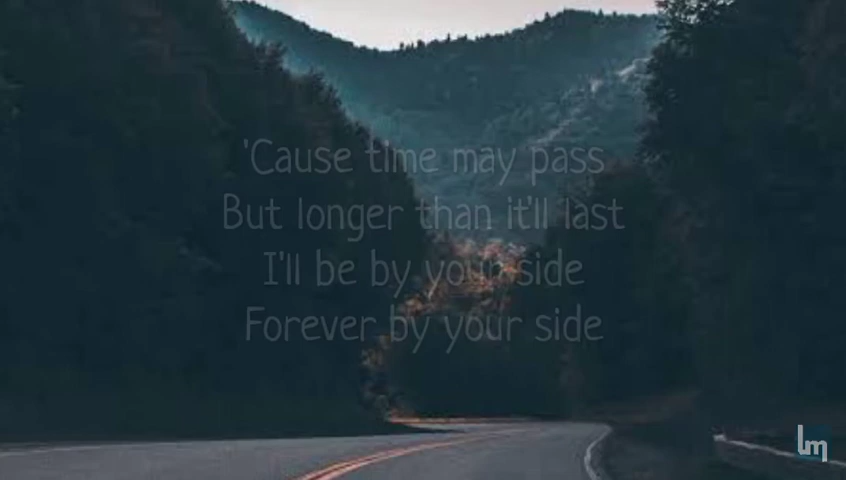 'Cause time may pass
But longer than it'll last
I'll be by your side
Forever by your side
lm